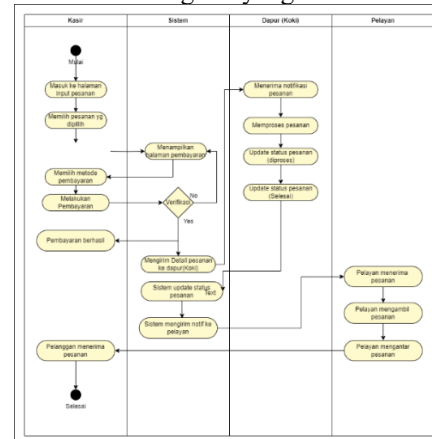 Kasir
Sistem
Dapur (Koki)
Pelayan
Mulai
Masuk ke halaman
input pesanan
Memilih pesanan yg
dipilih
Menampilkan
halaman pembayaran
Memilih metode
pembayaran
Melakukan
Pembayaran
Verifikasi
No
Yes
Pembayaran berhasil
Mengirim Detail pesanan
ke dapur(Koki)
Sistem update status
pesanan
Text
Sistem mengirim notif ke
pelayan
Menerima notifikasi
pesanan
Memproses pesanan
Update status pesanan
(diproses)
Update status pesanan
(Selesai)
Pelayan menerima
pesanan
Pelayan mengambil
pesanan
Pelayan mengantar
pesanan
Pelanggan menerima
pesanan
Selesai